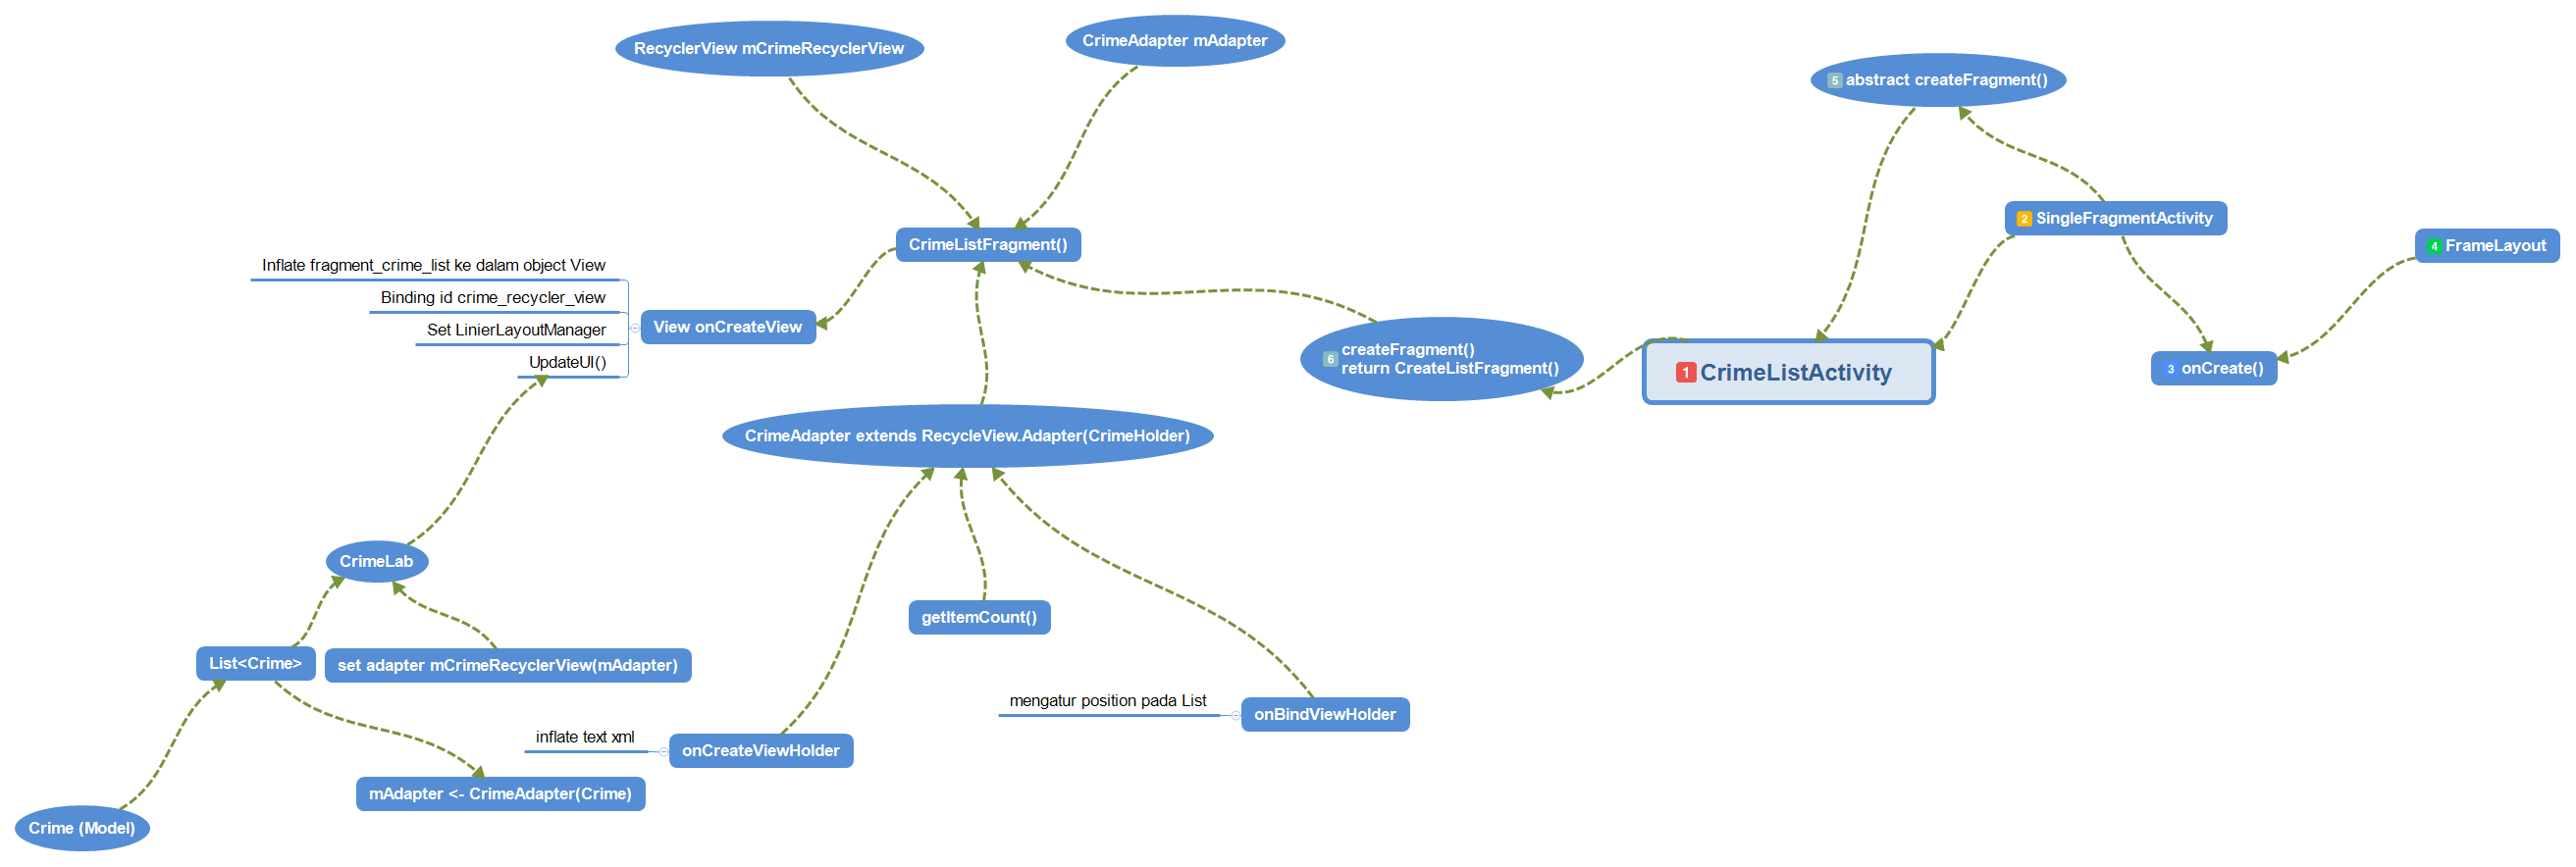 RecyclerView mCrimeRecyclerView
CrimeAdapter mAdapter
5 abstract createFragment()
2 SingleFragmentActivity
CrimeListFragment()
4 FrameLayout
Inflate fragment_crime_list ke dalam object View
Binding id crime_recycler_view
View onCreateView
Set LinierLayoutManager
UpdateUI()
6 createFragment()
return CreateListFragment()
1 CrimeListActivity
3 onCreate()
CrimeAdapter extends RecycleView.Adapter(CrimeHolder)
CrimeLab
getItemCount()
List<Crime>
set adapter mCrimeRecyclerView(mAdapter)
mengatur position pada List
onBindViewHolder
inflate text xml
onCreateViewHolder
mAdapter <- CrimeAdapter(Crime)
Crime (Model)